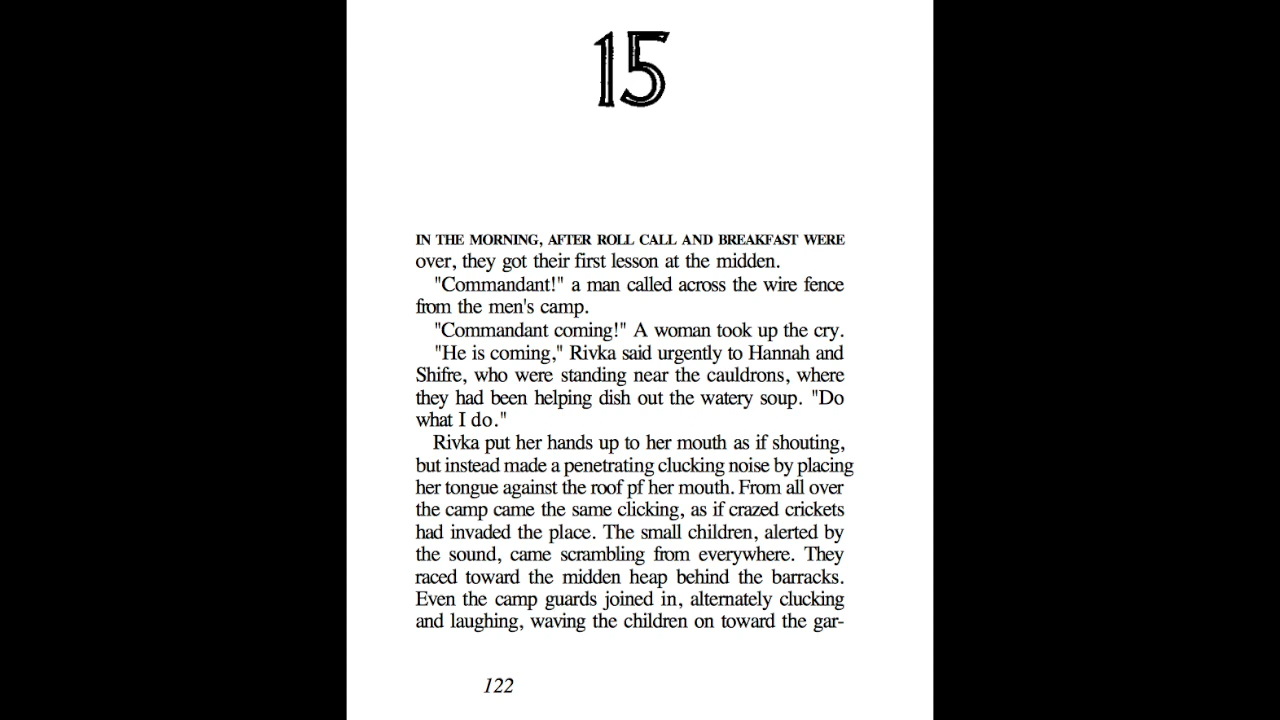 15
IN THE MORNING, AFTER ROLL CALL AND BREAKFAST WERE
over, they got their first lesson at the midden.
"Commandant!" a man called across the wire fence
from the men's camp.
"Commandant coming!" A woman took up the cry.
"He is coming," Rivka said urgently to Hannah and
Shifre, who were standing near the cauldrons, where
they had been helping dish out the watery soup. "Do
what I do."
Rivka put her hands up to her mouth as if shouting,
but instead made a penetrating clucking noise by placing
her tongue against the roof pf her mouth. From all over
the camp came the same clicking, as if crazed crickets
had invaded the place. The small children, alerted by
the sound, came scrambling from everywhere. They
raced toward the midden heap behind the barracks.
Even the camp guards joined in, alternately clucking
and laughing, waving the children on toward the gar-
122